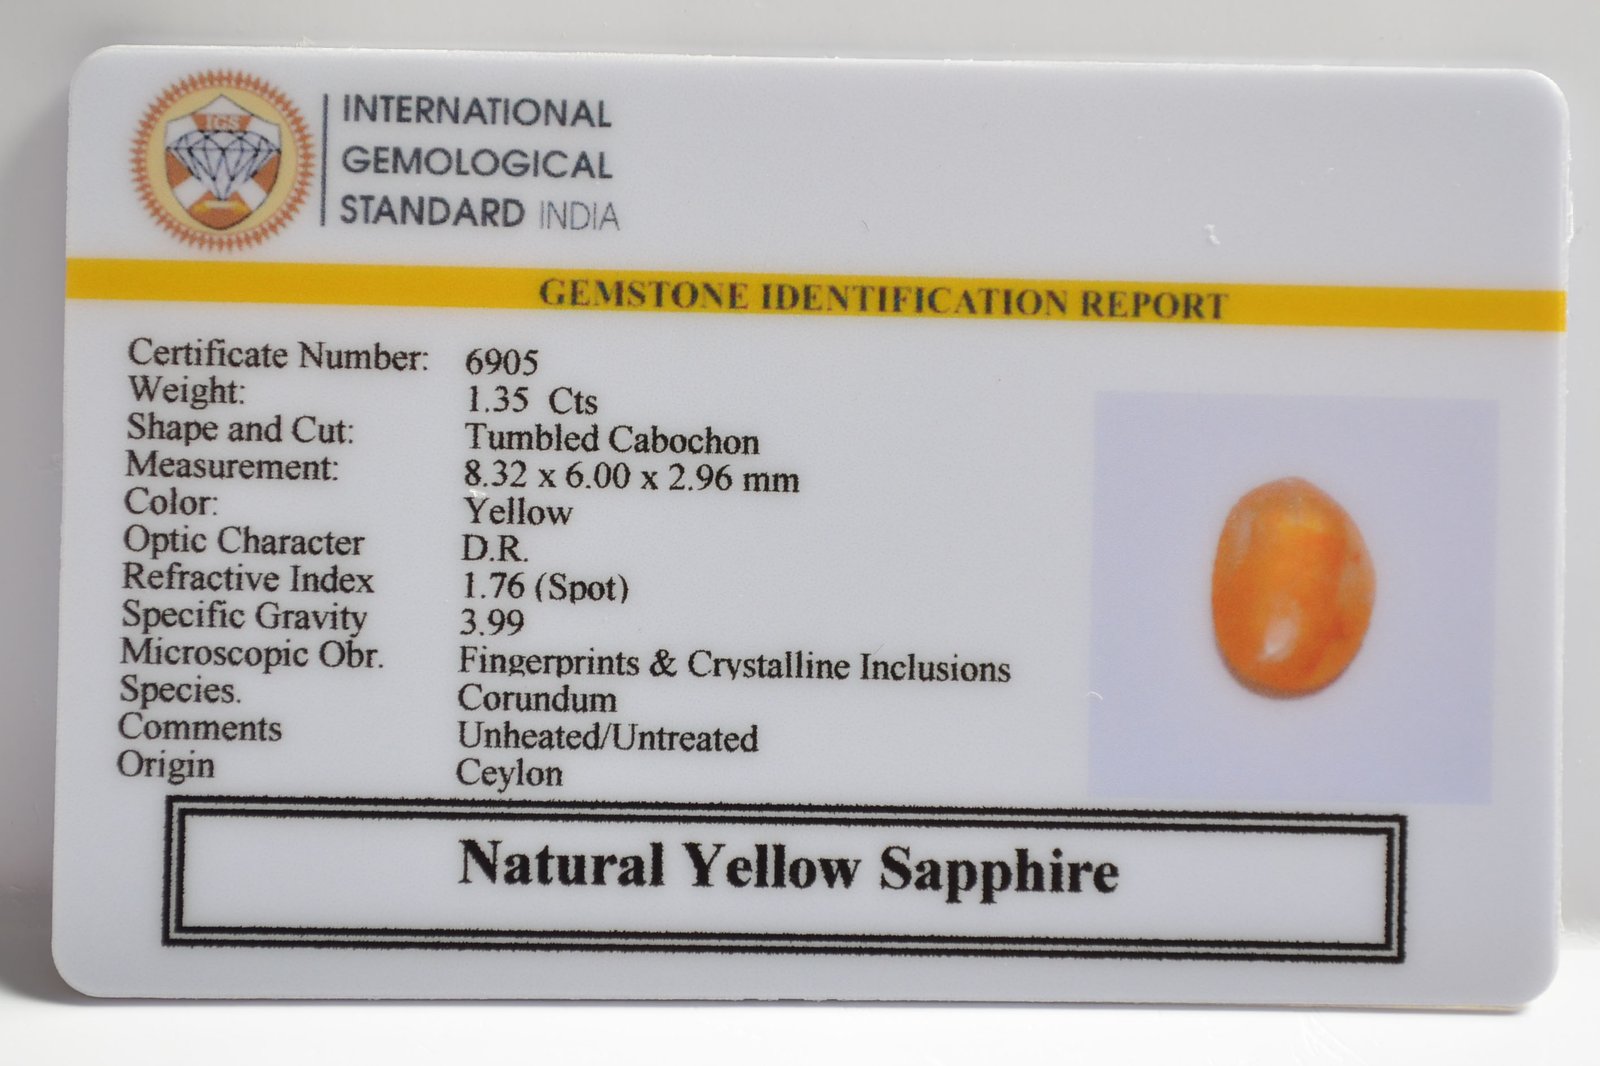 IGS
INTERNATIONAL
GEMOLOGICAL
STANDARD INDIA
GEMSTONE IDENTIFICATION REPORT
Certificate Number: 6905
Weight: 1.35 Cts
Shape and Cut: Tumbled Cabochon
Measurement: 8.32 x 6.00 x 2.96 mm
Color: Yellow
Optic Character D.R.
Refractive Index 1.76 (Spot)
Specific Gravity 3.99
Microscopic Obr. Fingerprints & Crystalline Inclusions
Species. Corundum
Comments Unheated/Untreated
Origin Ceylon
Natural Yellow Sapphire